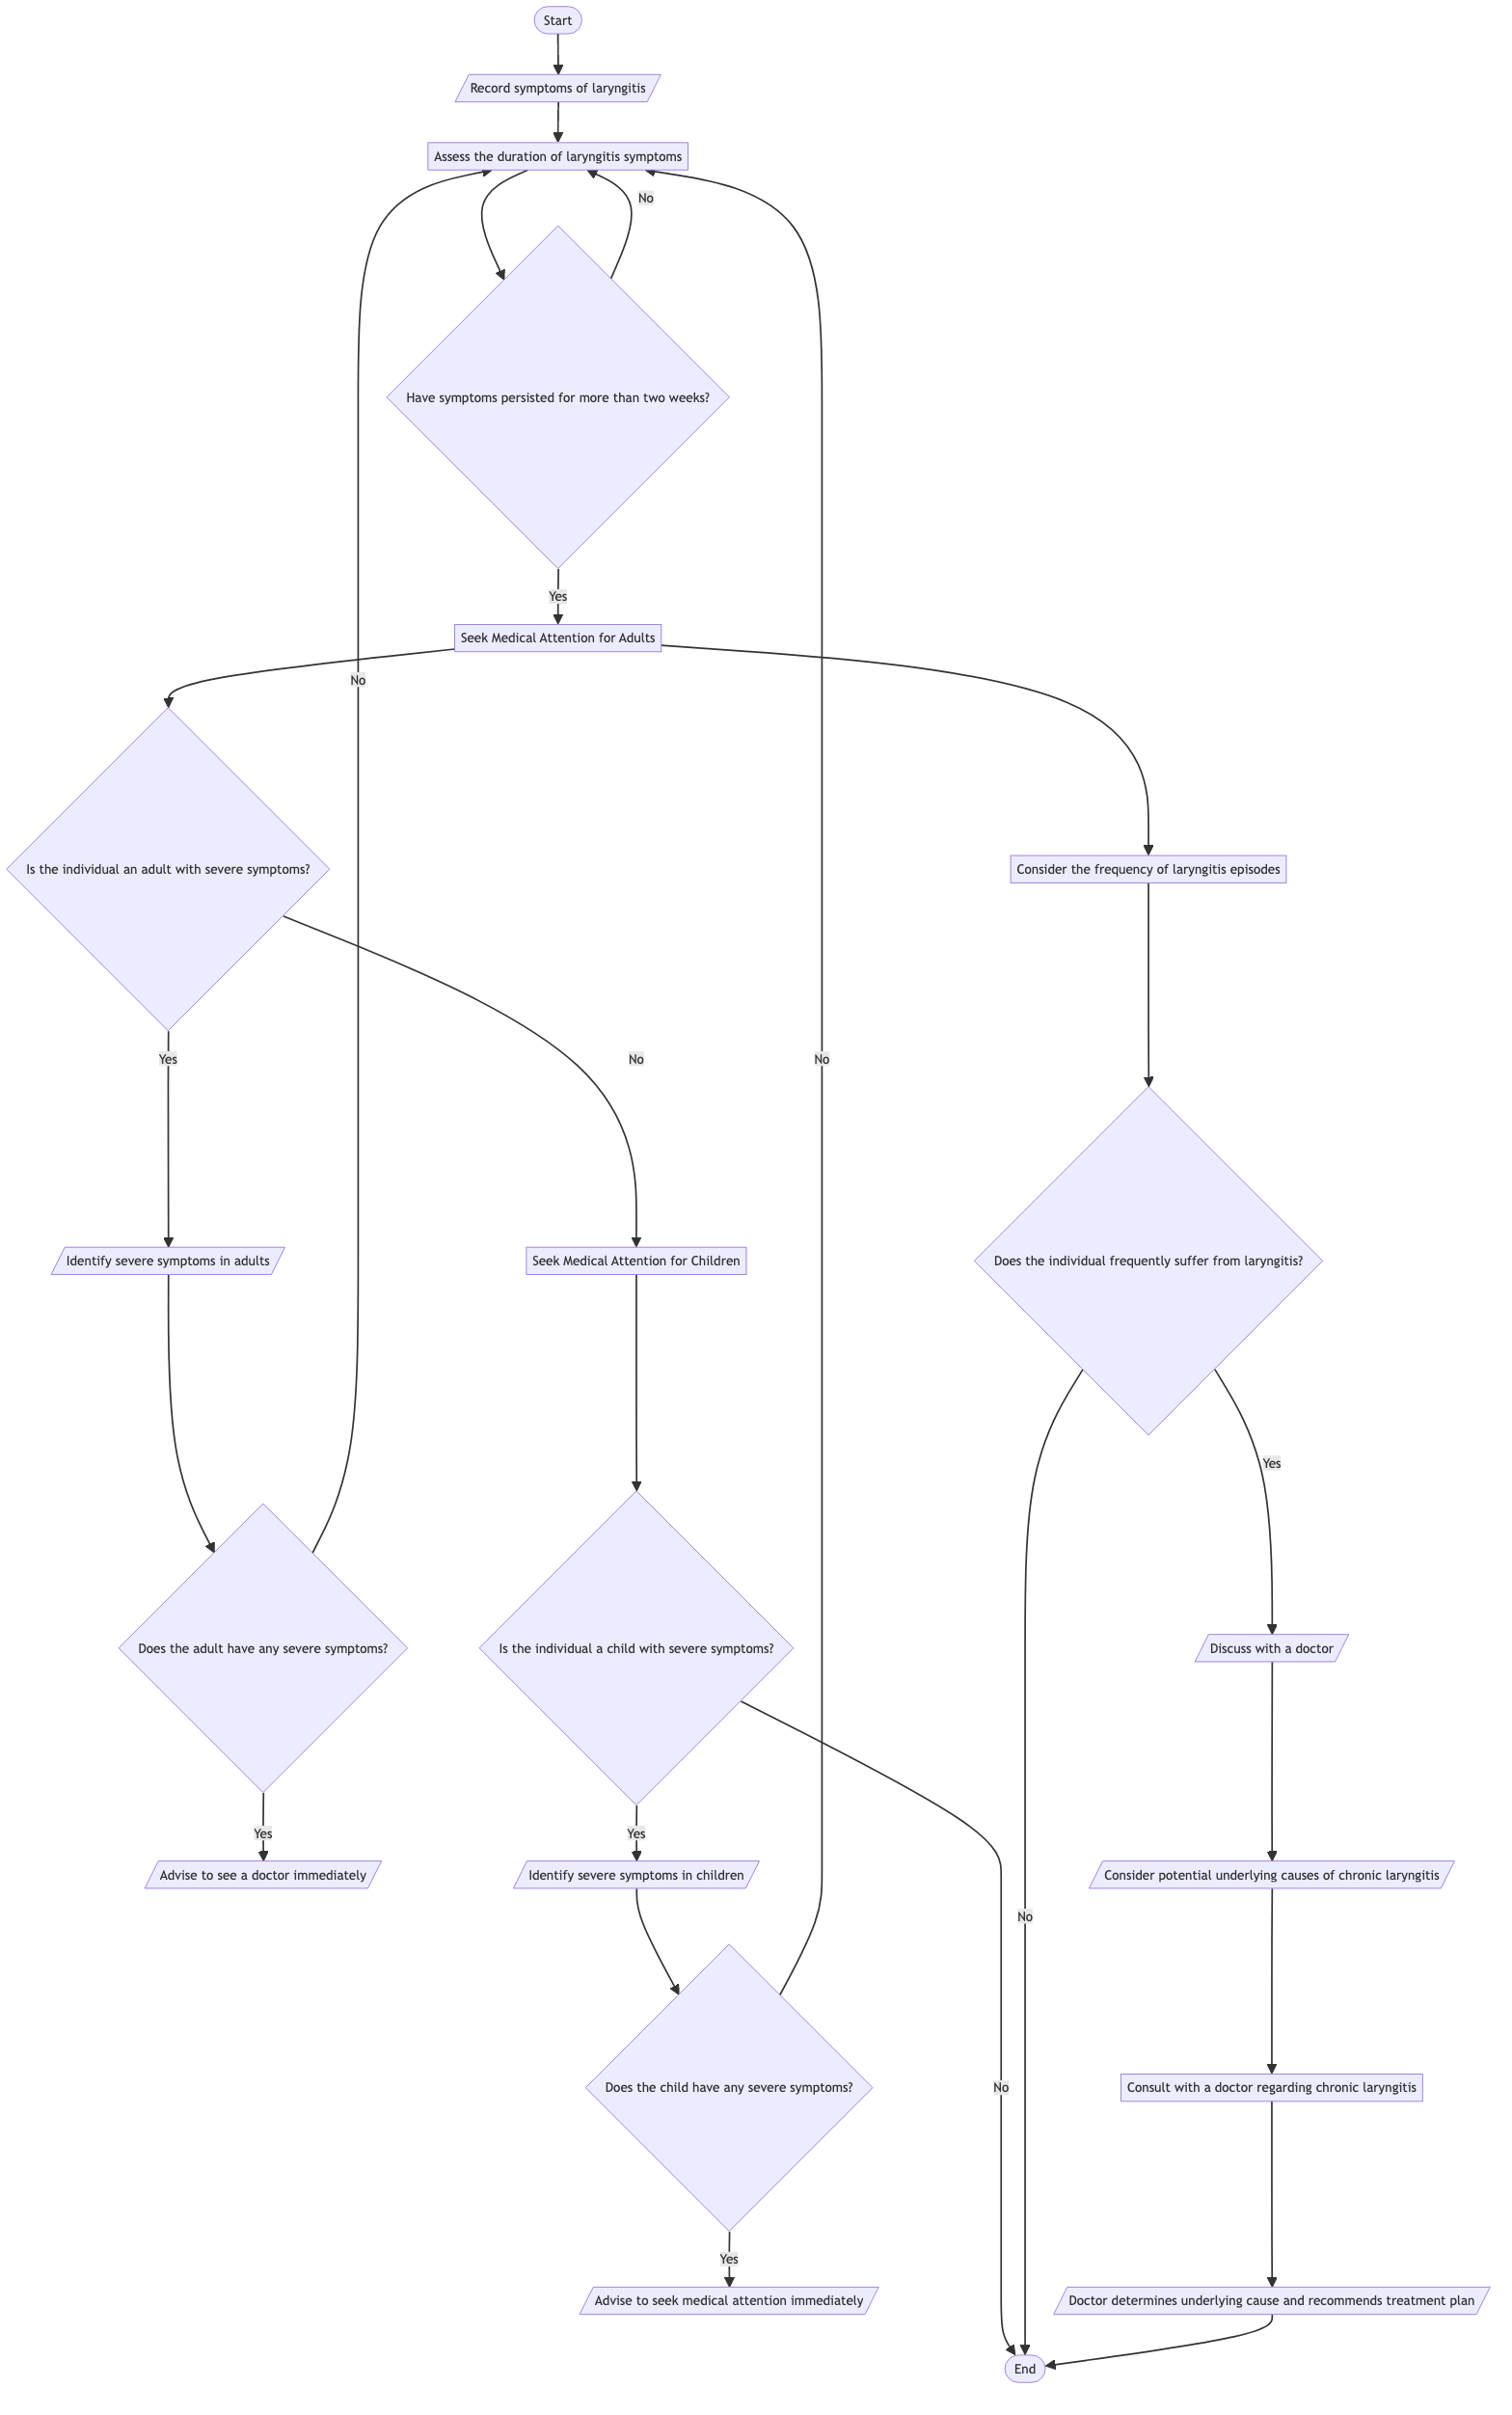 Start
Record symptoms of laryngitis
Assess the duration of laryngitis symptoms
No
Have symptoms persisted for more than two weeks?
Yes
Seek Medical Attention for Adults
No
Is the individual an adult with severe symptoms?
Consider the frequency of laryngitis episodes
Yes
No
No
Identify severe symptoms in adults
Seek Medical Attention for Children
Does the individual frequently suffer from laryngitis?
Yes
Does the adult have any severe symptoms?
Is the individual a child with severe symptoms?
Discuss with a doctor
Yes
Yes
Advise to see a doctor immediately
Identify severe symptoms in children
Consider potential underlying causes of chronic laryngitis
No
Does the child have any severe symptoms?
No
Consult with a doctor regarding chronic laryngitis
Yes
Advise to seek medical attention immediately
Doctor determines underlying cause and recommends treatment plan
End